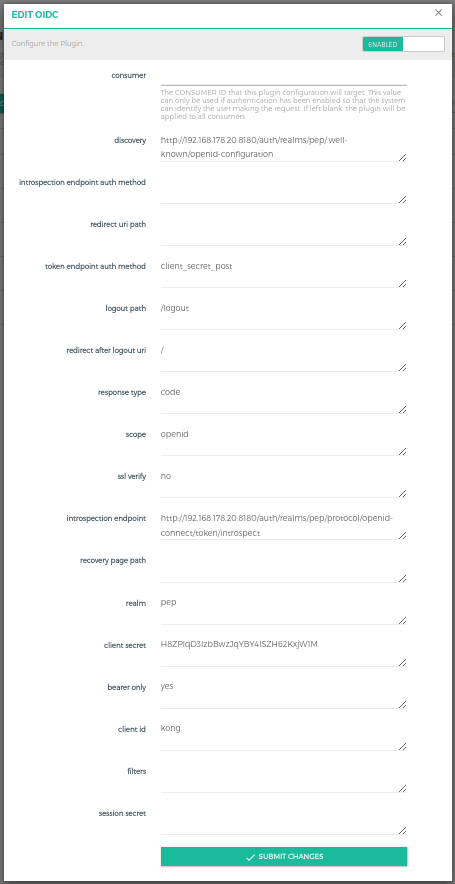 EDIT OIDC
×
Configure the Plugin.
ENABLED
consumer
The CONSUMER ID that this plugin configuration will target. This value
can only be used if authentication has been enabled so that the system
can identify the user making the request. If left blank, the plugin will be
applied to all consumers.
discovery
http://192.168.178.20:8180/auth/realms/pep/.well-
known/openid-configuration
introspection endpoint auth method
redirect uri path
token endpoint auth method
client_secret_post
logout path
/logout
redirect after logout uri
/
response type
code
scope
openid
ssl verify
no
introspection endpoint
http://192.168.178.20:8180/auth/realms/pep/protocol/openid-
connect/token/introspect
recovery page path
realm
pep
client secret
bearer only
yes
client id
kong
filters
session secret
SUBMIT CHANGES